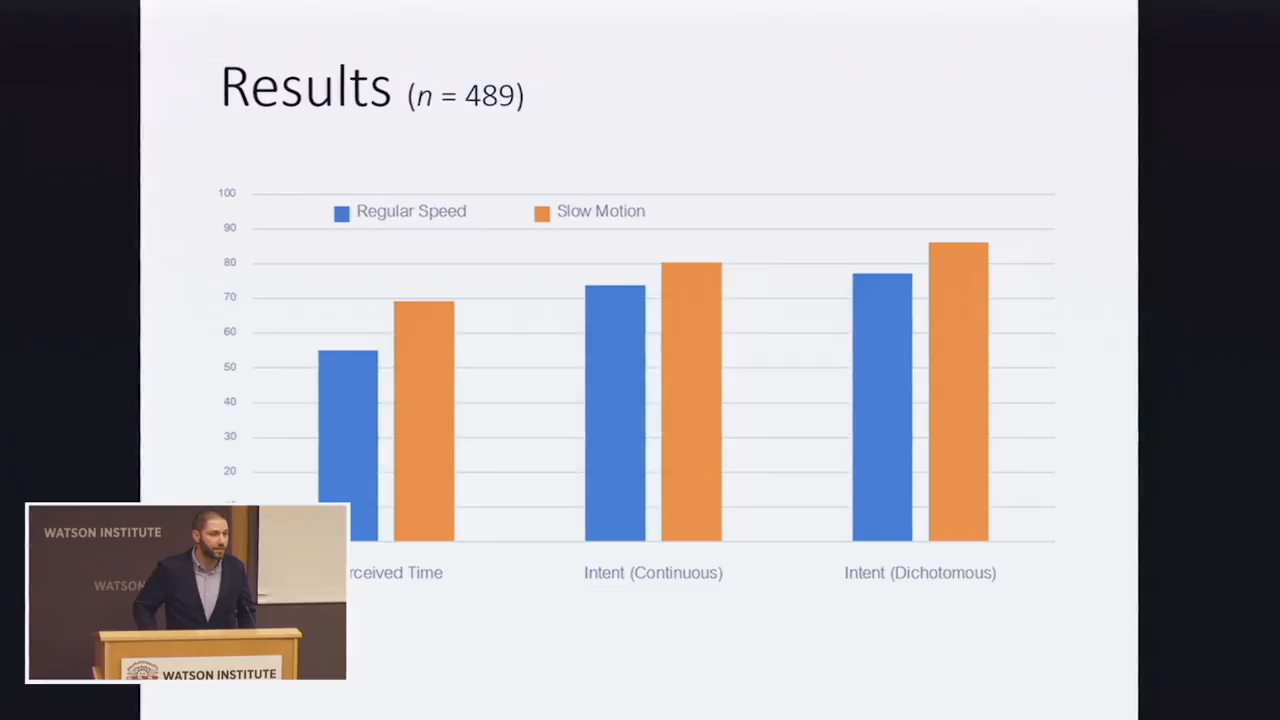 Results (n = 489)
100
Regular Speed
Slow Motion
90
80
70
60
50
40
30
20
rceived Time
Intent (Continuous)
Intent (Dichotomous)
WATSON INSTITUTE
WATSON
WATSON INSTITUTE